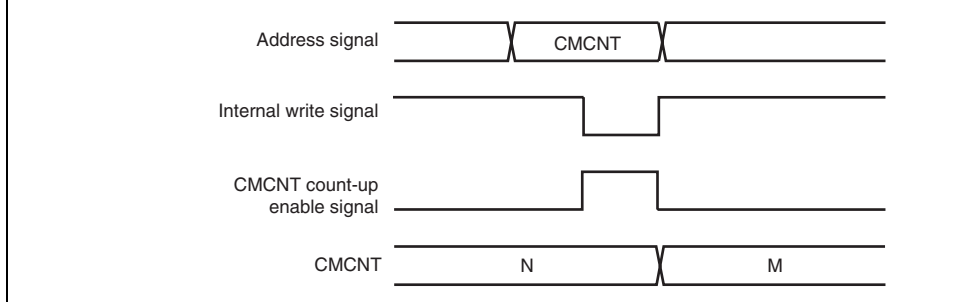 Address signal
CMCNT
Internal write signal
CMCNT count-up
enable signal
CMCNT
N
M